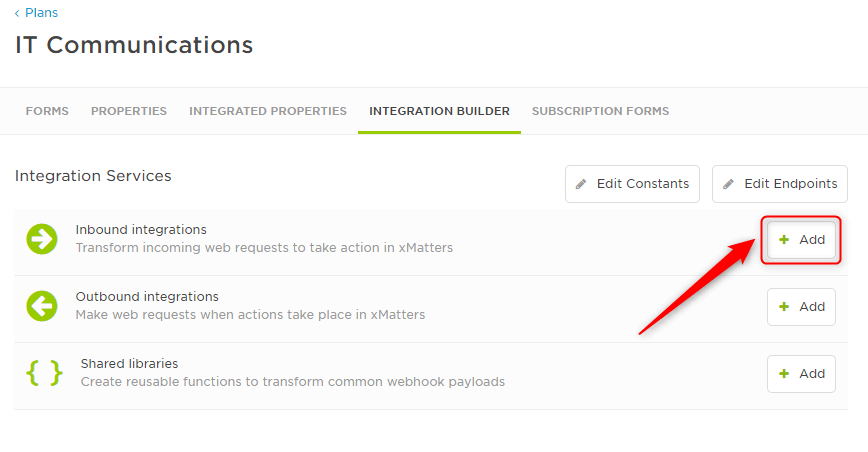 ‹ Plans
IT Communications
FORMS PROPERTIES INTEGRATED PROPERTIES INTEGRATION BUILDER SUBSCRIPTION FORMS
Integration Services
Edit Constants Edit Endpoints
Inbound integrations
Transform incoming web requests to take action in xMatters
+ Add
Outbound integrations
Make web requests when actions take place in xMatters
+ Add
{ } Shared libraries
Create reusable functions to transform common webhook payloads
+ Add